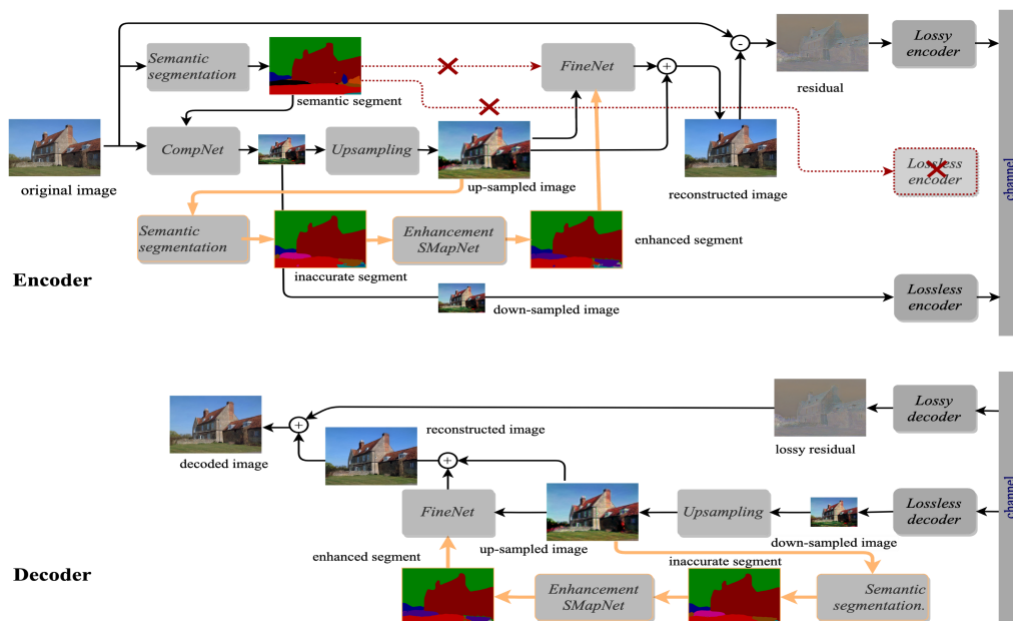 Lossy
encoder
Semantic
segmentation
FineNet
-
+
residual
semantic segment
CompNet
Upsampling
Lossless
encoder
original image
up-sampled image
reconstructed image
channel
Semantic
segmentation
Enhancement
SMapNet
enhanced segment
inaccurate segment
Encoder
Lossless
encoder
down-sampled image
Lossy
decoder
+
reconstructed image
decoded image
lossy residual
+
FineNet
Upsampling
Lossless
decoder
channel
up-sampled image
down-sampled image
enhanced segment
inaccurate segment
Decoder
Enhancement
SMapNet
Semantic
segmentation.